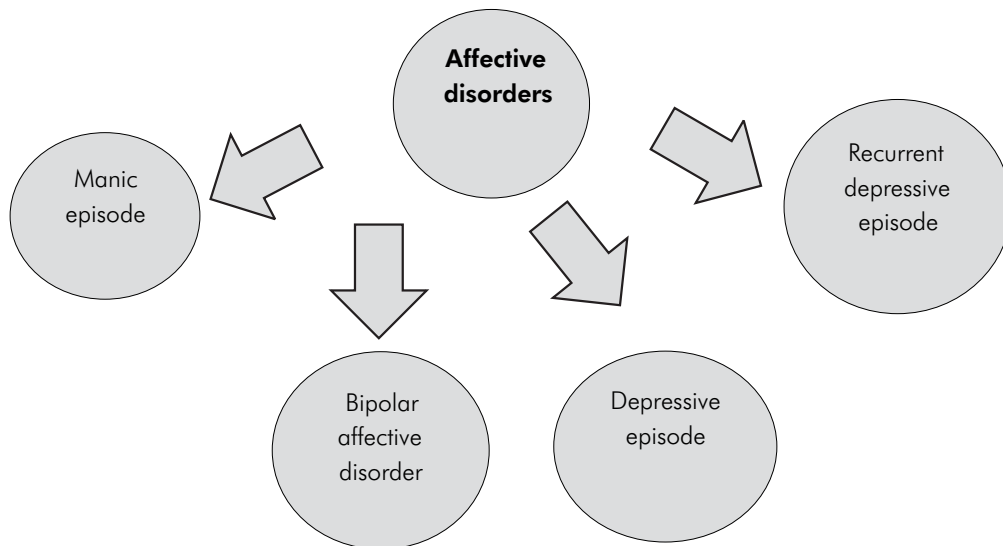 Affective
disorders
Manic
episode
Recurrent
depressive
episode
Bipolar
affective
disorder
Depressive
episode